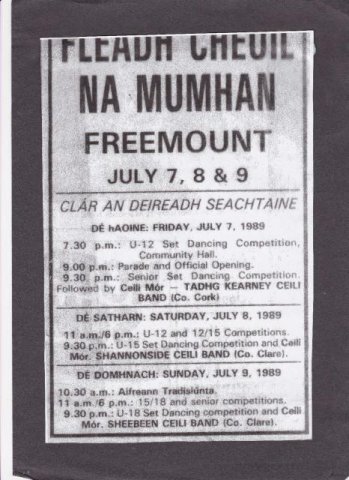 FLEADH CHEOIL
NA MUMHAN
FREEMOUNT
JULY 7, 8 & 9
CLÁR AN DEIREADH SEACHTAINE
DÉ hAOINE: FRIDAY, JULY 7, 1989
7.30 p.m.: U-12 Set Dancing Competition,
Community Hall.
9.00 p.m.: Parade and Official Opening.
9.30 p.m.: Senior Set Dancing Competition.
Followed by Ceili Mór — TADHG KEARNEY CEILI
BAND (Co. Cork)
DÉ SATHARN: SATURDAY, JULY 8, 1989
11 a.m./6 p.m.: U-12 and 12/15 Competitions.
9.30 p.m.: U-15 Set Dancing Competition and Ceili
Mór. SHANNONSIDE CEILI BAND (Co. Clare).
DÉ DOMHNACH: SUNDAY, JULY 9, 1989
10.30 a.m.: Aifreann Tradisiúnta.
11 a.m./6 p.m.: 15/18 and senior competitions.
9.30 p.m.: U-18 Set Dancing competition and Ceili
Mór. SHEEBEEN CEILI BAND (Co. Clare).